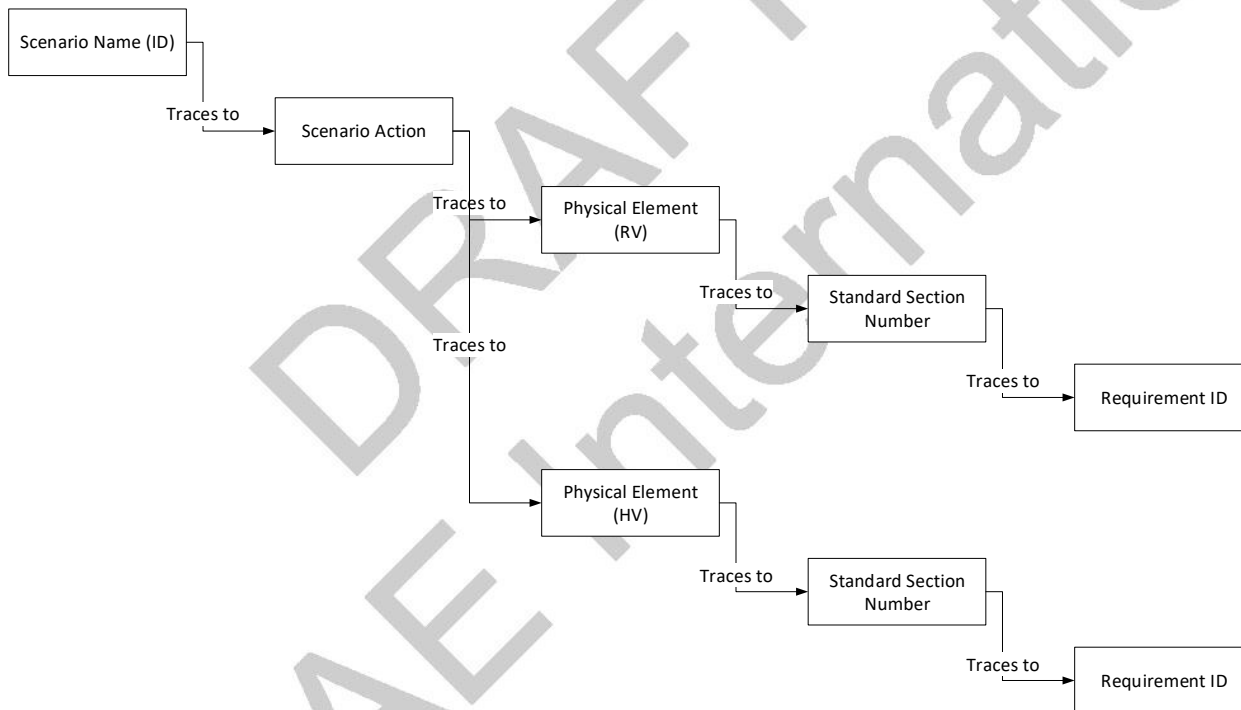 Scenario Name (ID)
Traces to
Scenario Action
Traces to
Physical Element
(RV)
Traces to
Standard Section
Number
Traces to
Traces to
Requirement ID
Physical Element
(HV)
Traces to
Standard Section
Number
Traces to
Requirement ID
DRAFT
AE International